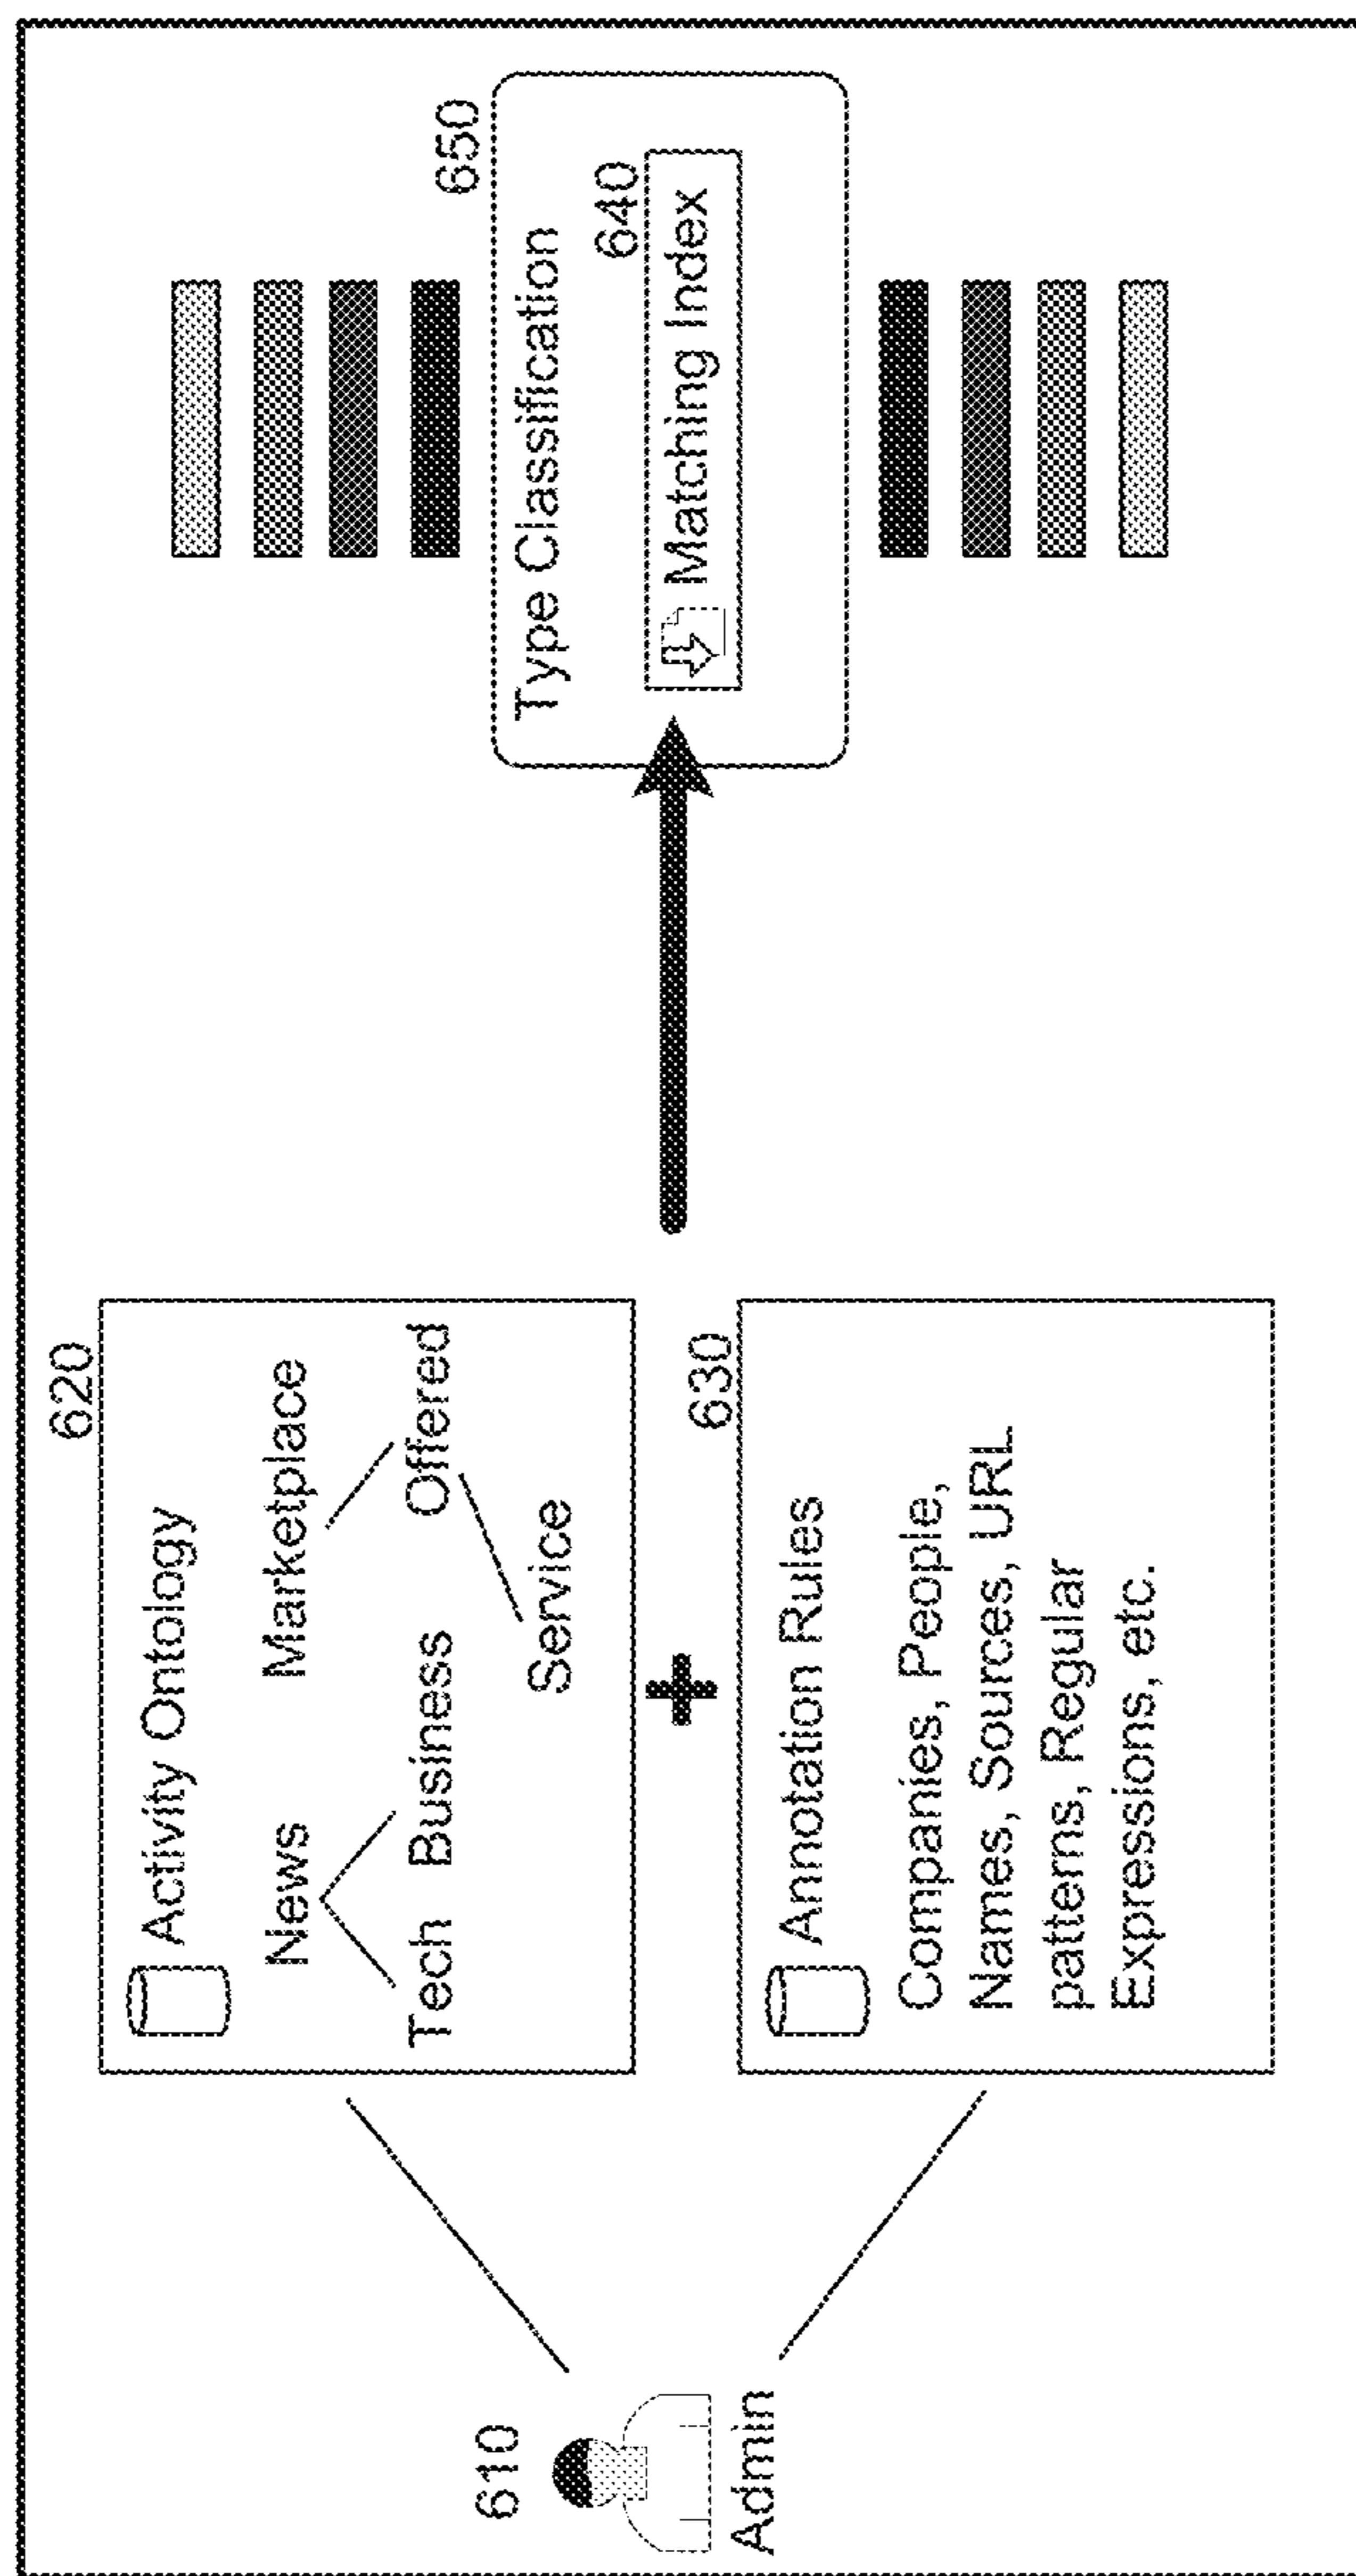 610
Admin
620
Activity Ontology
News Marketplace
Tech Business Offered
Service
+
630
Annotation Rules
Companies, People,
Names, Sources, URL
patterns, Regular
Expressions, etc.
650
Type Classification
640
Matching Index